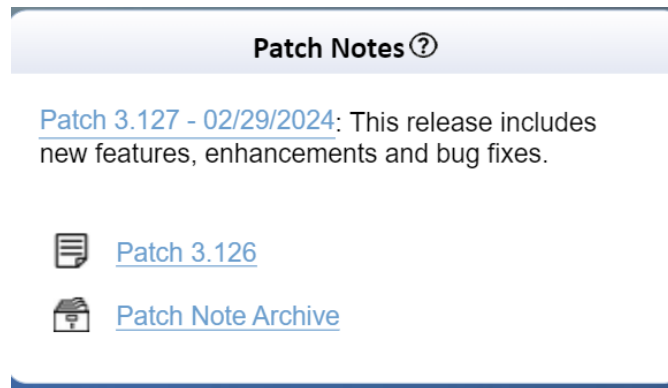 Patch Notes ?
Patch 3.127 - 02/29/2024: This release includes
new features, enhancements and bug fixes.
Patch 3.126
Patch Note Archive